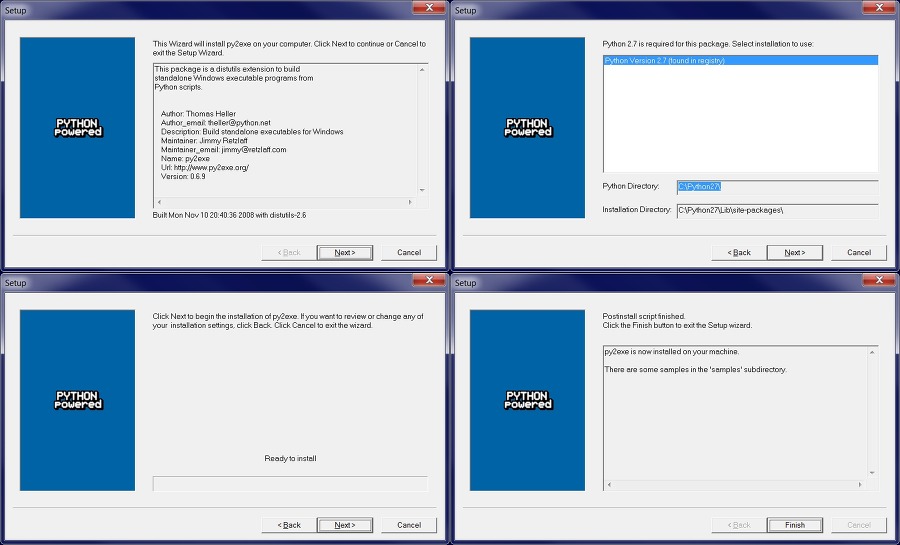 Setup
X
This Wizard will install py2exe on your computer. Click Next to continue or Cancel to
exit the Setup Wizard.
This package is a distutils extension to build
standalone Windows executable programs from
Python scripts.
Author: Thomas Heller
Author_email: theller@python.net
Description: Build standalone executables for Windows
Maintainer: Jimmy Retzlaff
Maintainer_email: jimmy@retzlaff.com
Name: py2exe
Url: http://www.py2exe.org/
Version: 0.6.9
PYTHON
powered
Built Mon Nov 10 20:40:36 2008 with distutils-2.6
< Back
Next >
Cancel
Setup
X
Python 2.7 is required for this package. Select installation to use:
Python Version 2.7 (found in registry)
PYTHON
powered
Python Directory: C:\Python27\
Installation Directory: C:\Python27\Lib\site-packages\
< Back
Next >
Cancel
Setup
X
Click Next to begin the installation of py2exe. If you want to review or change any of
your installation settings, click Back. Click Cancel to exit the wizard.
PYTHON
powered
Ready to install
< Back
Next >
Cancel
Setup
X
Postinstall script finished.
Click the Finish button to exit the Setup wizard.
py2exe is now installed on your machine.
There are some samples in the 'samples' subdirectory.
PYTHON
powered
< Back
Finish
Cancel